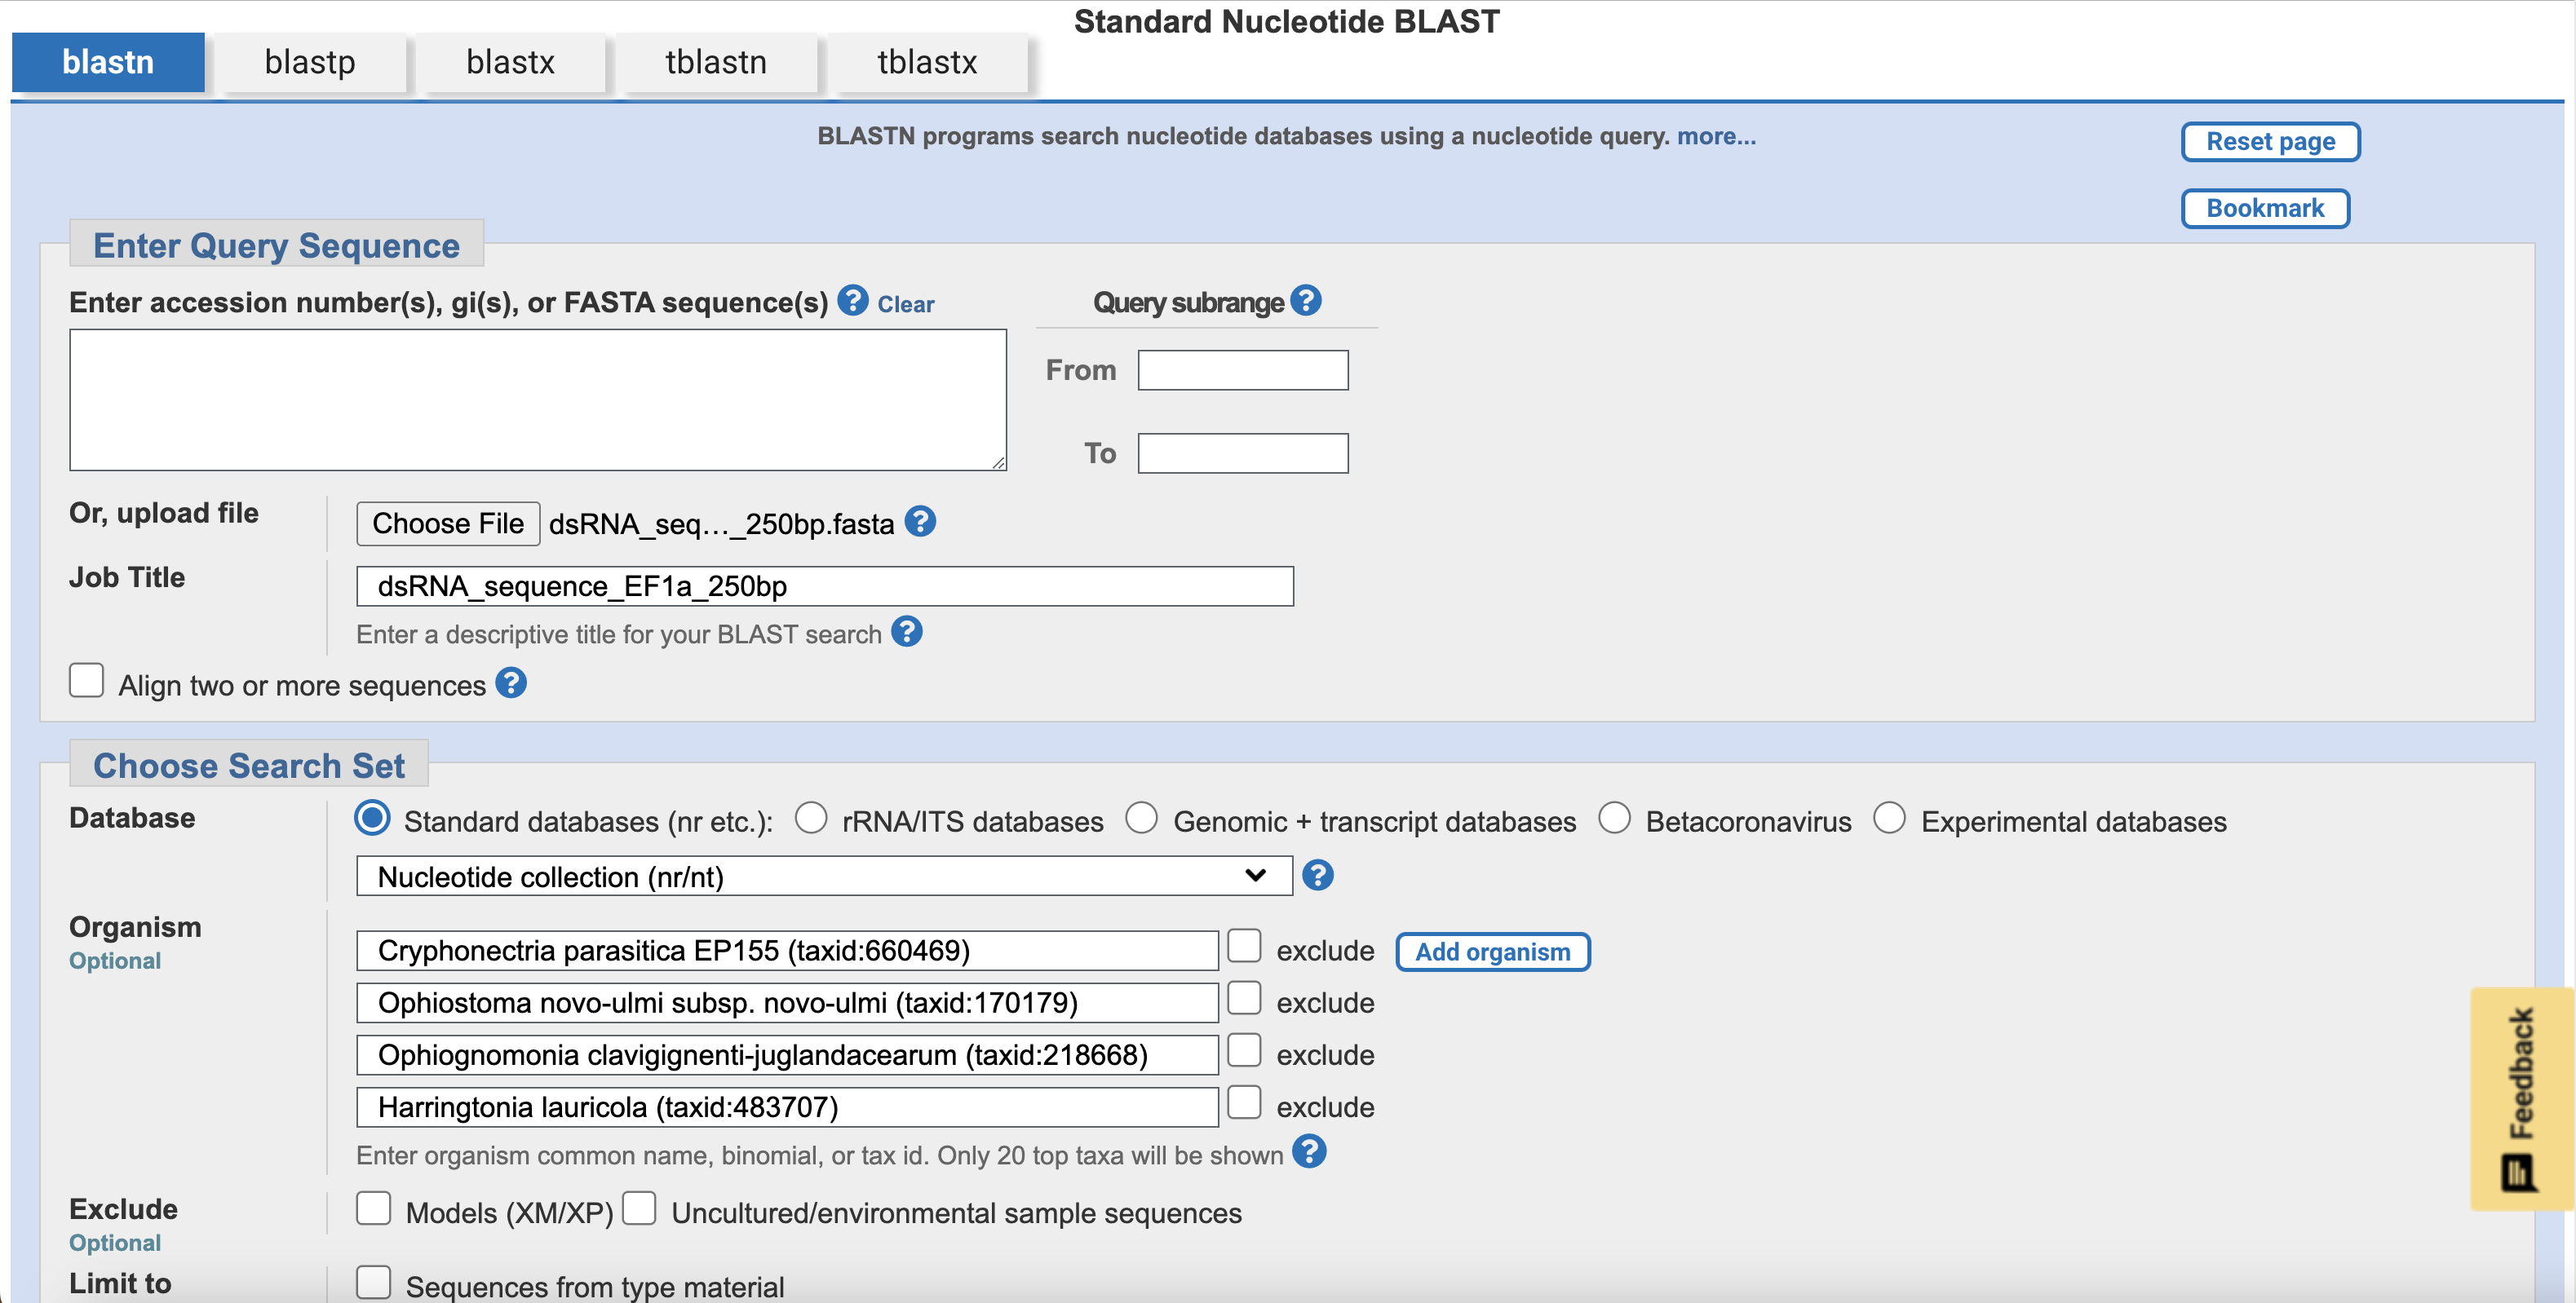 Standard Nucleotide BLAST
blastn blastp blastx tblastn tblastx
BLASTN programs search nucleotide databases using a nucleotide query. more...
Reset page
Bookmark
Enter Query Sequence
Enter accession number(s), gi(s), or FASTA sequence(s) ? Clear
Query subrange ?
From
To
Or, upload file
Choose File dsRNA_seq…_250bp.fasta ?
Job Title
dsRNA_sequence_EF1a_250bp
Enter a descriptive title for your BLAST search ?
Align two or more sequences ?
Choose Search Set
Database
Standard databases (nr etc.): rRNA/ITS databases Genomic + transcript databases Betacoronavirus Experimental databases
Nucleotide collection (nr/nt) ?
Organism
Optional
Cryphonectria parasitica EP155 (taxid:660469) exclude Add organism
Ophiostoma novo-ulmi subsp. novo-ulmi (taxid:170179) exclude
Ophiognomonia clavigignenti-juglandacearum (taxid:218668) exclude
Harringtonia lauricola (taxid:483707) exclude
Enter organism common name, binomial, or tax id. Only 20 top taxa will be shown ?
Exclude
Optional
Models (XM/XP) Uncultured/environmental sample sequences
Limit to
Sequences from type material
Feedback